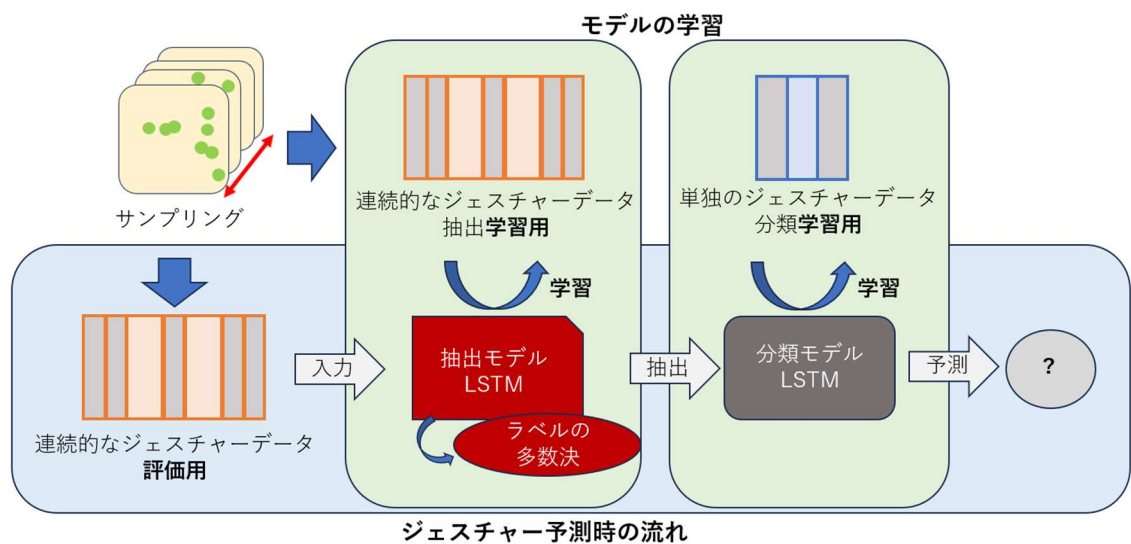 モデルの学習
サンプリング
連続的なジェスチャーデータ
抽出学習用
単独のジェスチャーデータ
分類学習用
学習
学習
連続的なジェスチャーデータ
評価用
入力
抽出モデル
LSTM
ラベルの
多数決
抽出
分類モデル
LSTM
予測
?
ジェスチャー予測時の流れ